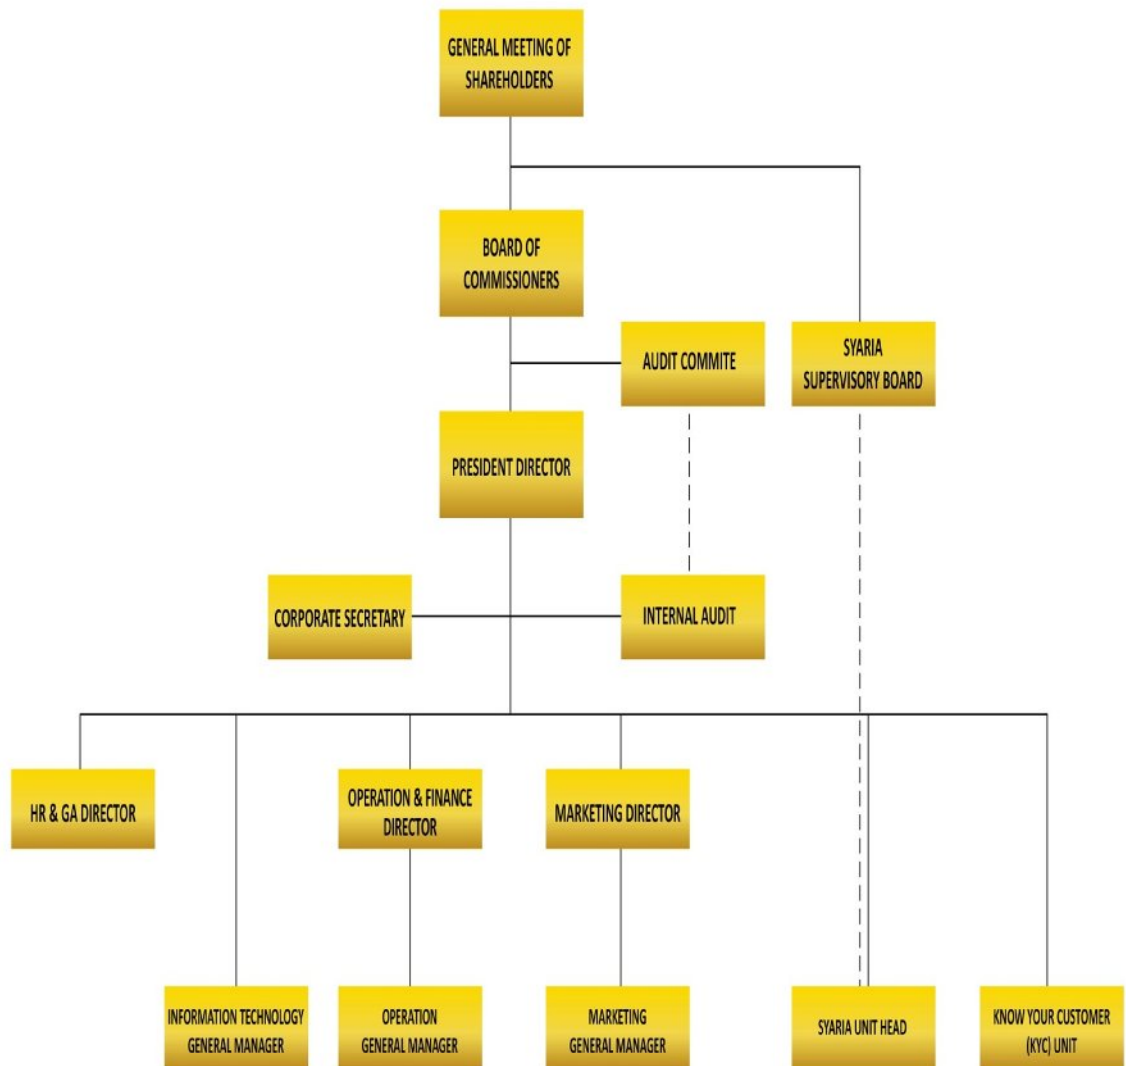 GENERAL MEETING OF
SHAREHOLDERS
BOARD OF
COMMISSIONERS
AUDIT COMMITE
SYARIA
SUPERVISORY BOARD
PRESIDENT DIRECTOR
CORPORATE SECRETARY
INTERNAL AUDIT
HR & GA DIRECTOR
OPERATION & FINANCE
DIRECTOR
MARKETING DIRECTOR
INFORMATION TECHNOLOGY
GENERAL MANAGER
OPERATION
GENERAL MANAGER
MARKETING
GENERAL MANAGER
SYARIA UNIT HEAD
KNOW YOUR CUSTOMER
(KYC) UNIT